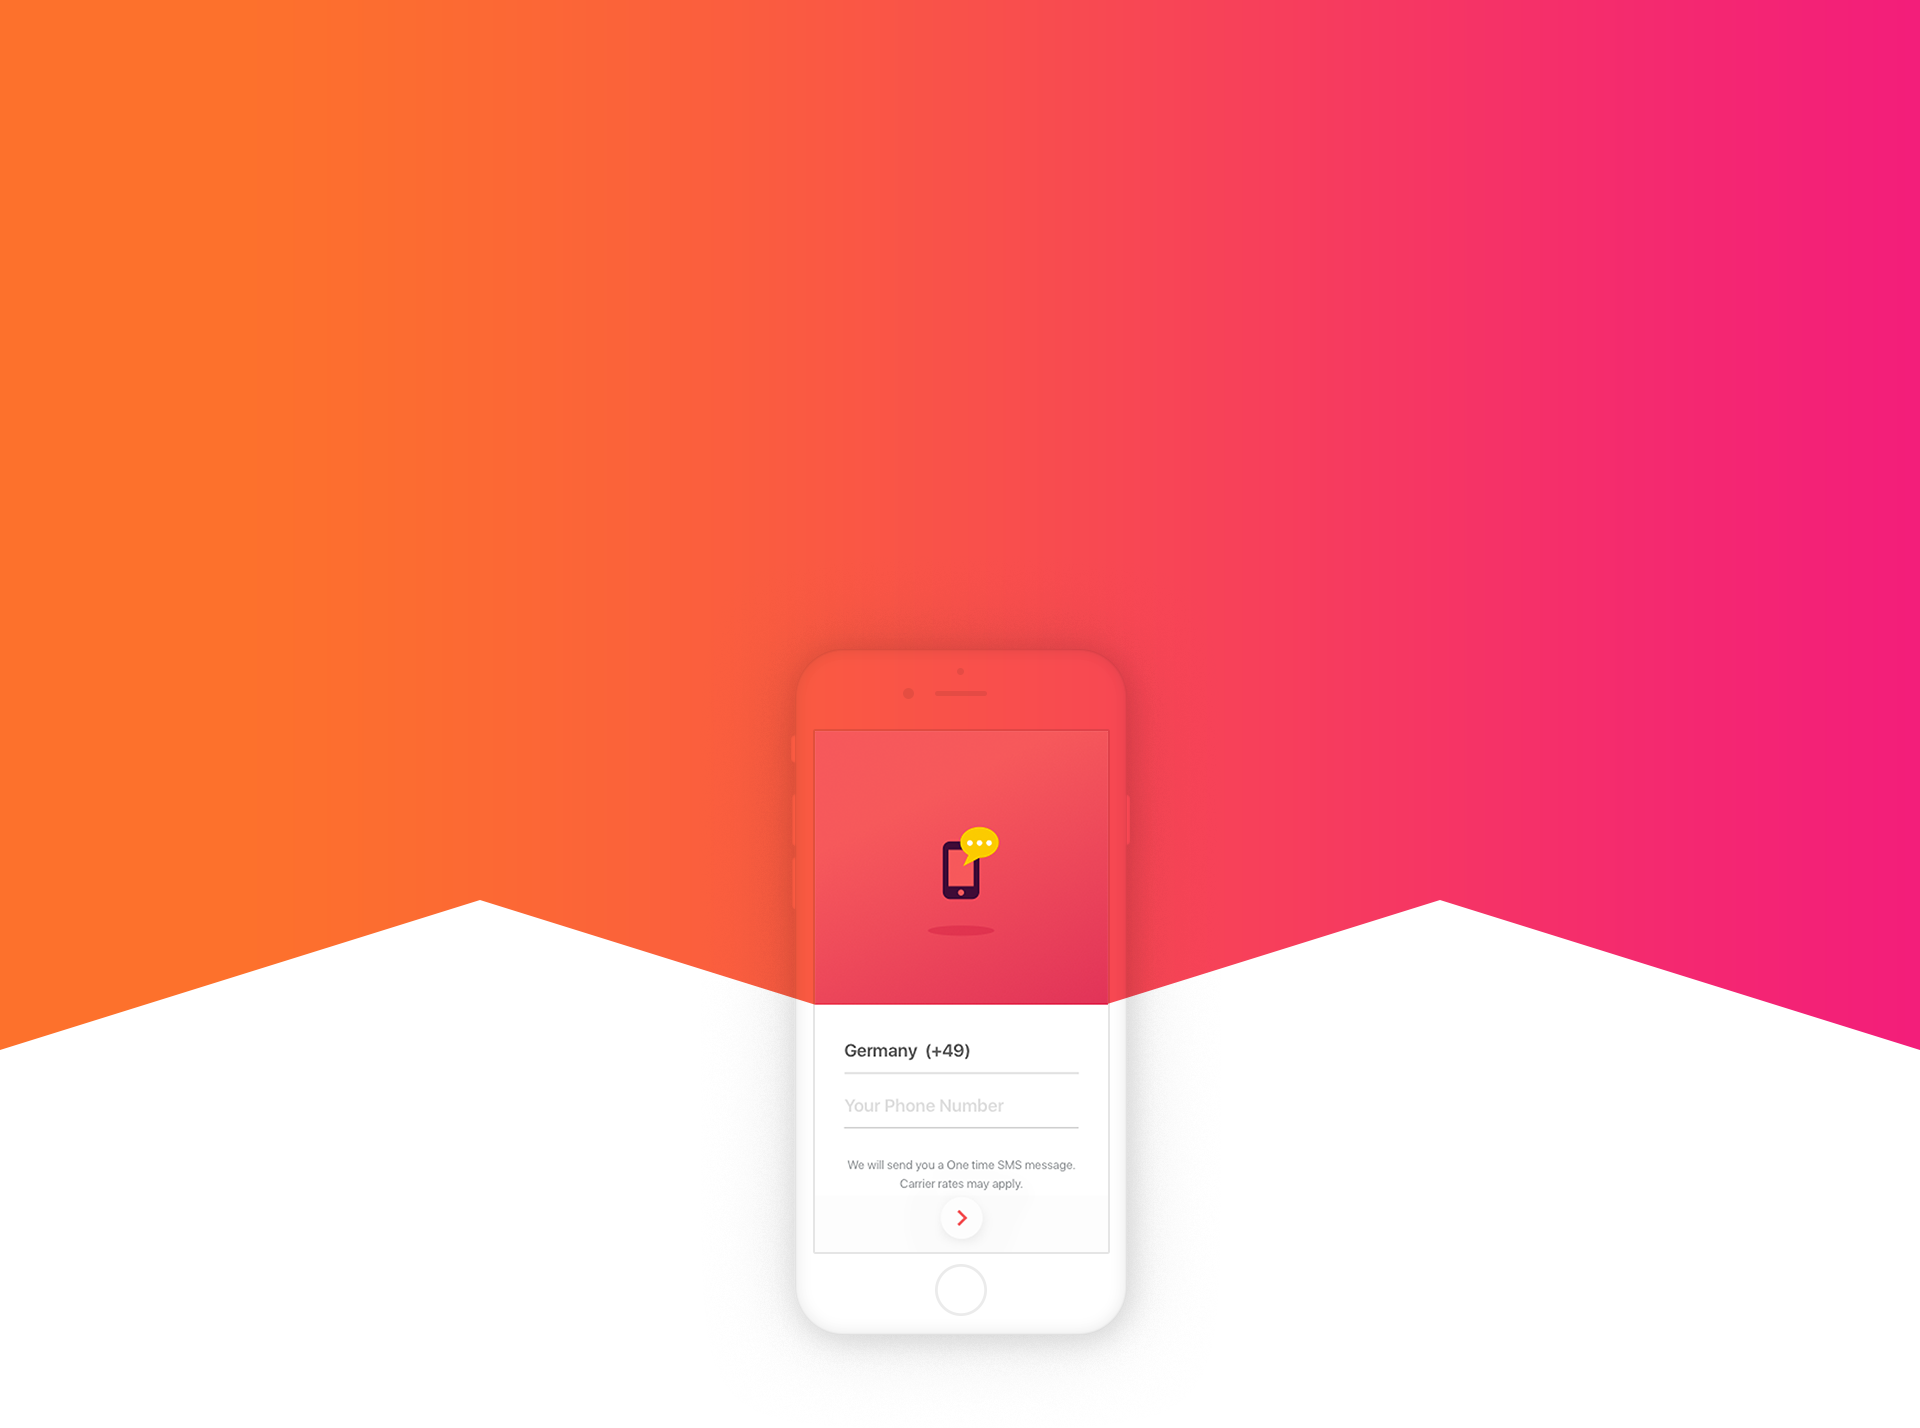 Germany (+49)
Your Phone Number
We will send you a One time SMS message.
Carrier rates may apply.